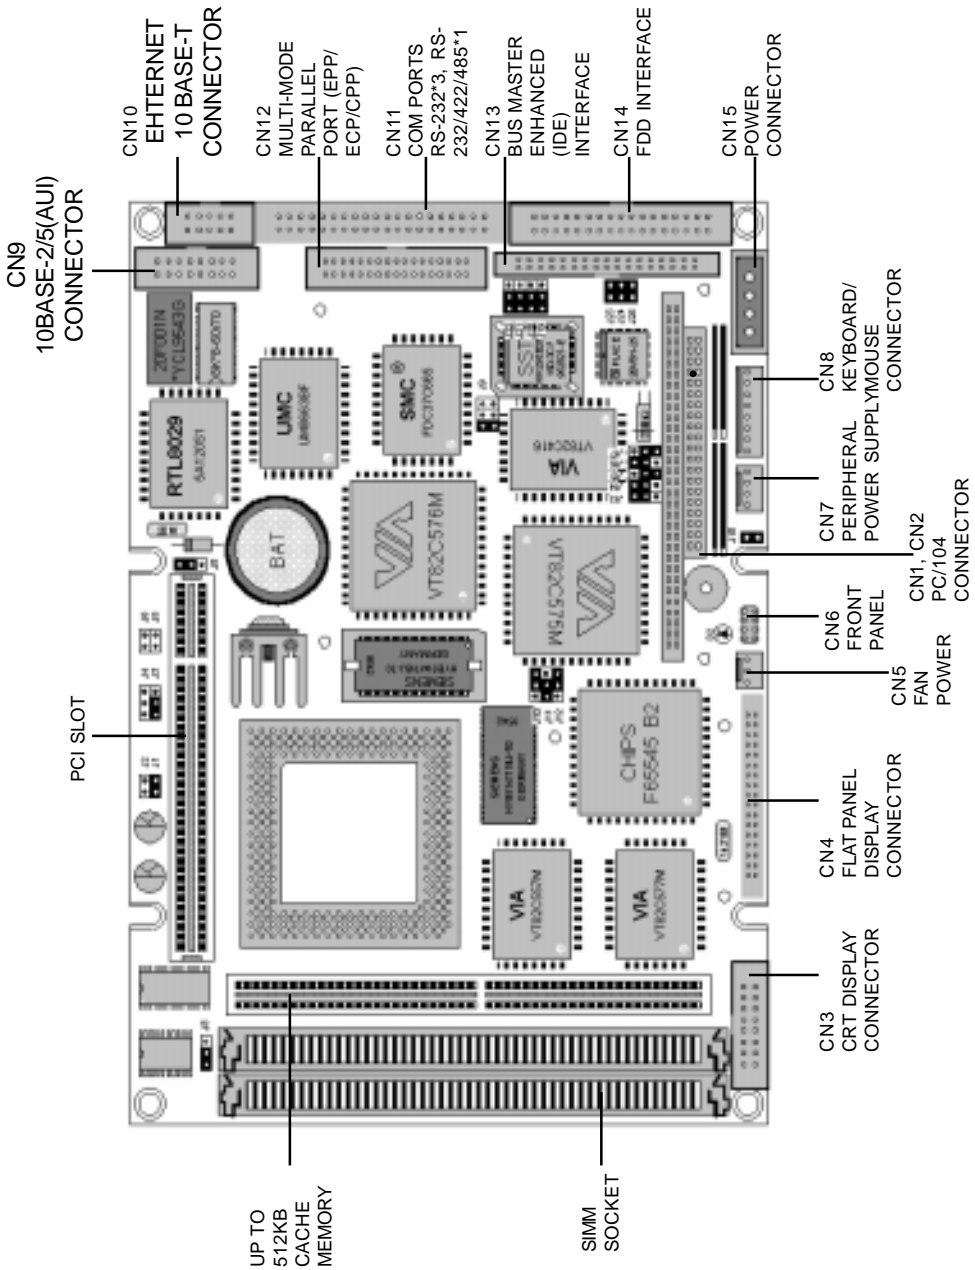 CN9
10BASE-2/5(AUI)
CONNECTOR
CN10
EHTERNET
10 BASE-T
CONNECTOR
CN12
MULTI-MODE
PARALLEL
PORT (EPP/
ECP/CPP)
CN11
COM PORTS
RS-232*3, RS-
232/422/485*1
CN13
BUS MASTER
ENHANCED
(IDE)
INTERFACE
CN14
FDD INTERFACE
CN15
POWER
CONNECTOR
PCI SLOT
RTL8029
UMC
SMC ®
BAT
VIA
VT82C416
VT82C576M
VT82C575M
SST
SIEMENS
GERMANY
CHIPS
F65545 B2
VIA
VIA
VT82C577M
UP TO
512KB
CACHE
MEMORY
SIMM
SOCKET
CN3
CRT DISPLAY
CONNECTOR
CN4
FLAT PANEL
DISPLAY
CONNECTOR
CN5
FAN
POWER
CN6
FRONT
PANEL
CN1, CN2
PC/104
CONNECTOR
CN7
PERIPHERAL
POWER SUPPLY
CN8
KEYBOARD/
MOUSE
CONNECTOR